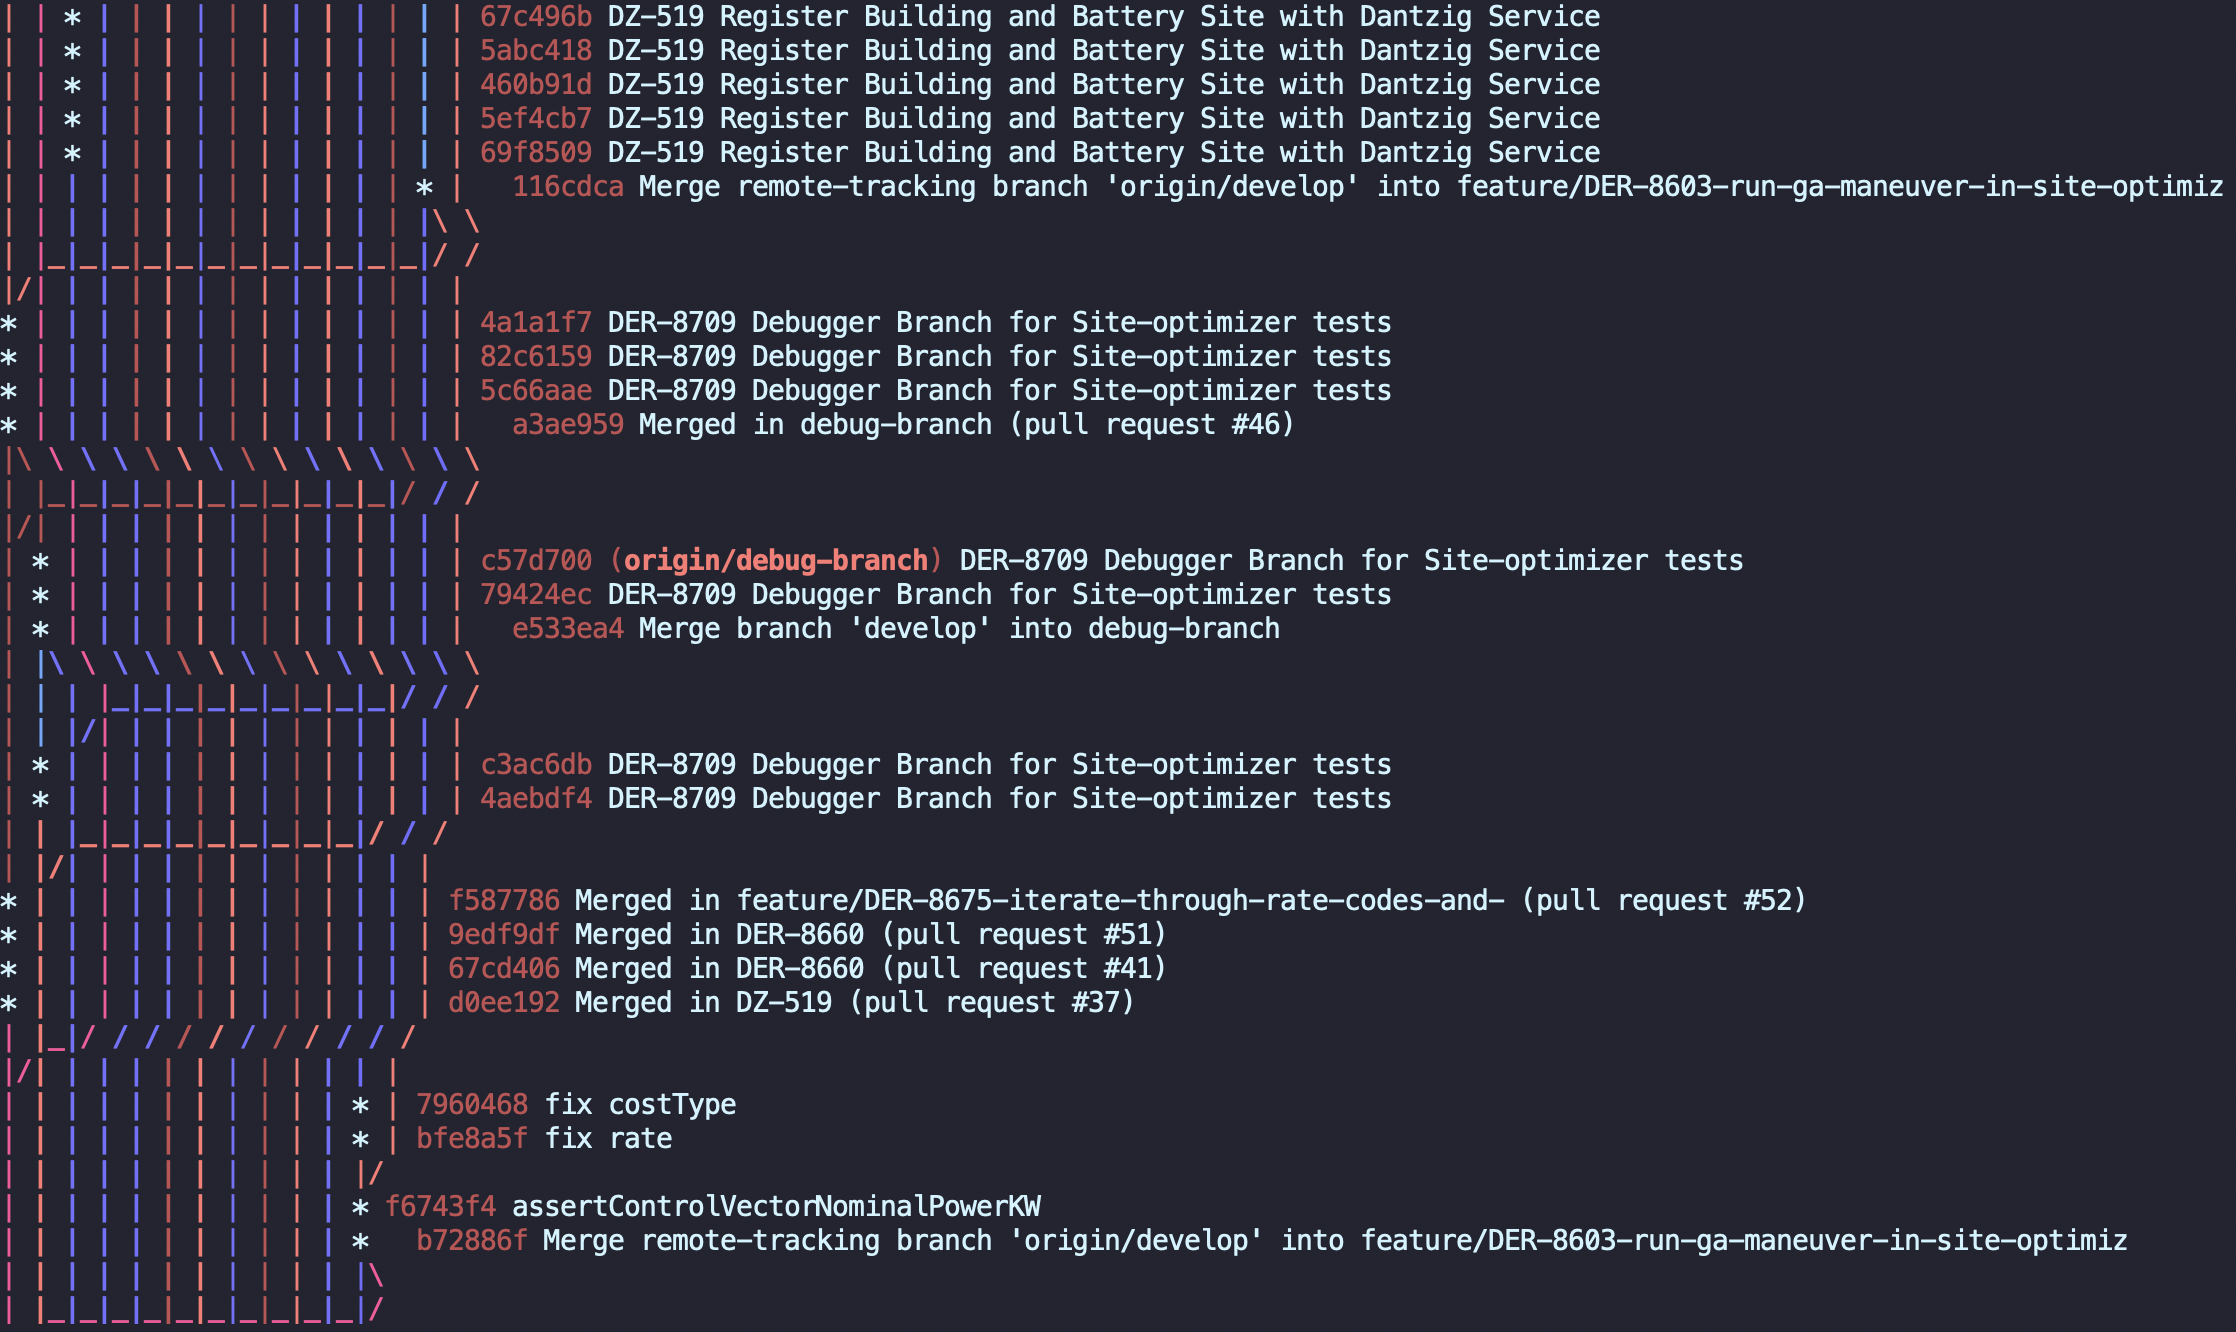 67c496b DZ-519 Register Building and Battery Site with Dantzig Service
5abc418 DZ-519 Register Building and Battery Site with Dantzig Service
460b91d DZ-519 Register Building and Battery Site with Dantzig Service
5ef4cb7 DZ-519 Register Building and Battery Site with Dantzig Service
69f8509 DZ-519 Register Building and Battery Site with Dantzig Service
116cdca Merge remote-tracking branch 'origin/develop' into feature/DER-8603-run-ga-maneuver-in-site-optimiz
4a1a1f7 DER-8709 Debugger Branch for Site-optimizer tests
82c6159 DER-8709 Debugger Branch for Site-optimizer tests
5c66aae DER-8709 Debugger Branch for Site-optimizer tests
a3ae959 Merged in debug-branch (pull request #46)
c57d700 (origin/debug-branch) DER-8709 Debugger Branch for Site-optimizer tests
79424ec DER-8709 Debugger Branch for Site-optimizer tests
e533ea4 Merge branch 'develop' into debug-branch
c3ac6db DER-8709 Debugger Branch for Site-optimizer tests
4aebdf4 DER-8709 Debugger Branch for Site-optimizer tests
f587786 Merged in feature/DER-8675-iterate-through-rate-codes-and- (pull request #52)
9edf9df Merged in DER-8660 (pull request #51)
67cd406 Merged in DER-8660 (pull request #41)
d0ee192 Merged in DZ-519 (pull request #37)
7960468 fix costType
bfe8a5f fix rate
f6743f4 assertControlVectorNominalPowerKW
b72886f Merge remote-tracking branch 'origin/develop' into feature/DER-8603-run-ga-maneuver-in-site-optimiz